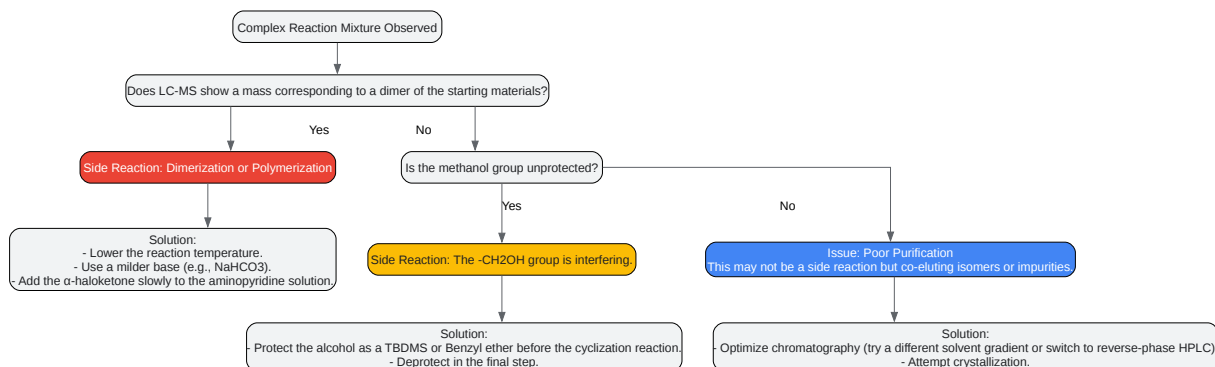 Complex Reaction Mixture Observed
Does LC-MS show a mass corresponding to a dimer of the starting materials?
Yes
No
Side Reaction: Dimerization or Polymerization
Is the methanol group unprotected?
Solution:
- Lower the reaction temperature.
- Use a milder base (e.g., NaHCO3).
- Add the α-haloketone slowly to the aminopyridine solution.
Yes
No
Side Reaction: The -CH2OH group is interfering.
Issue: Poor Purification
This may not be a side reaction but co-eluting isomers or impurities.
Solution:
- Protect the alcohol as a TBDMS or Benzyl ether before the cyclization reaction.
- Deprotect in the final step.
Solution:
- Optimize chromatography (try a different solvent gradient or switch to reverse-phase HPLC)
- Attempt crystallization.